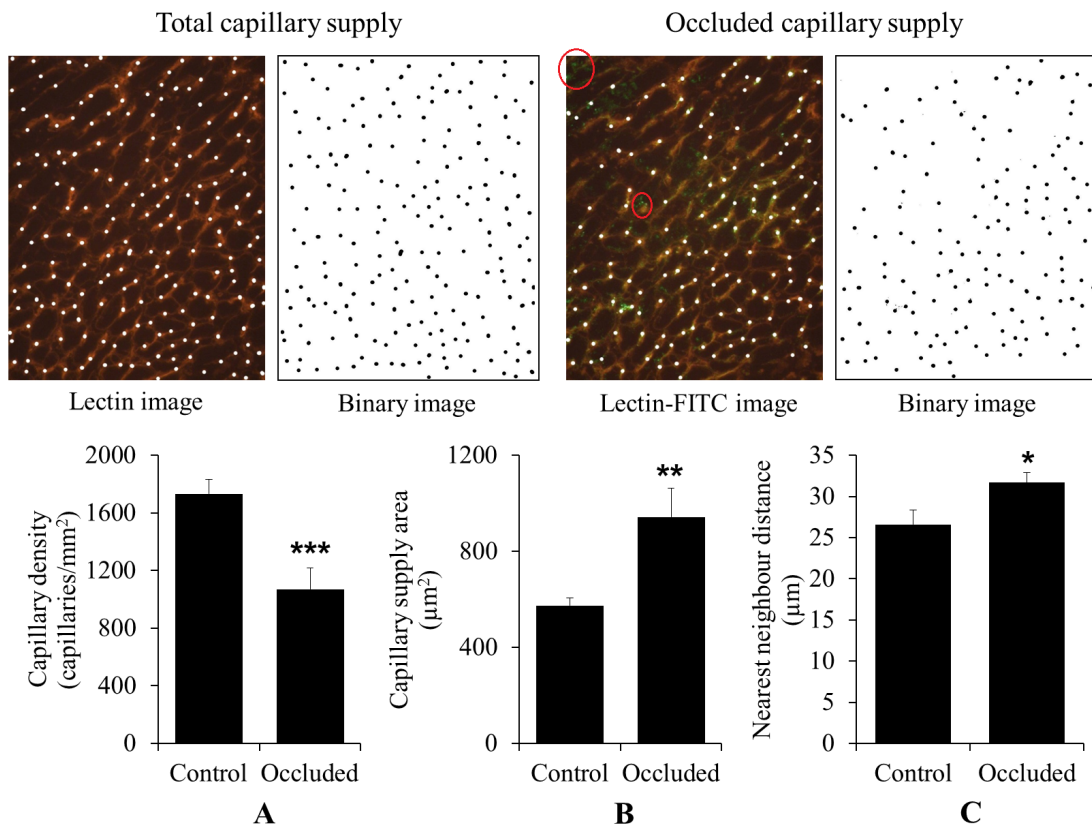 Total capillary supply
Occluded capillary supply
Lectin image
Binary image
Lectin-FITC image
Binary image
Capillary density
(capillaries/mm²)
2000
1600
1200
800
400
0
***
Control
Occluded
A
Capillary supply area
(µm²)
1200
800
400
0
**
Control
Occluded
B
Nearest neighbour distance
(µm)
35
30
25
20
15
10
5
0
*
Control
Occluded
C